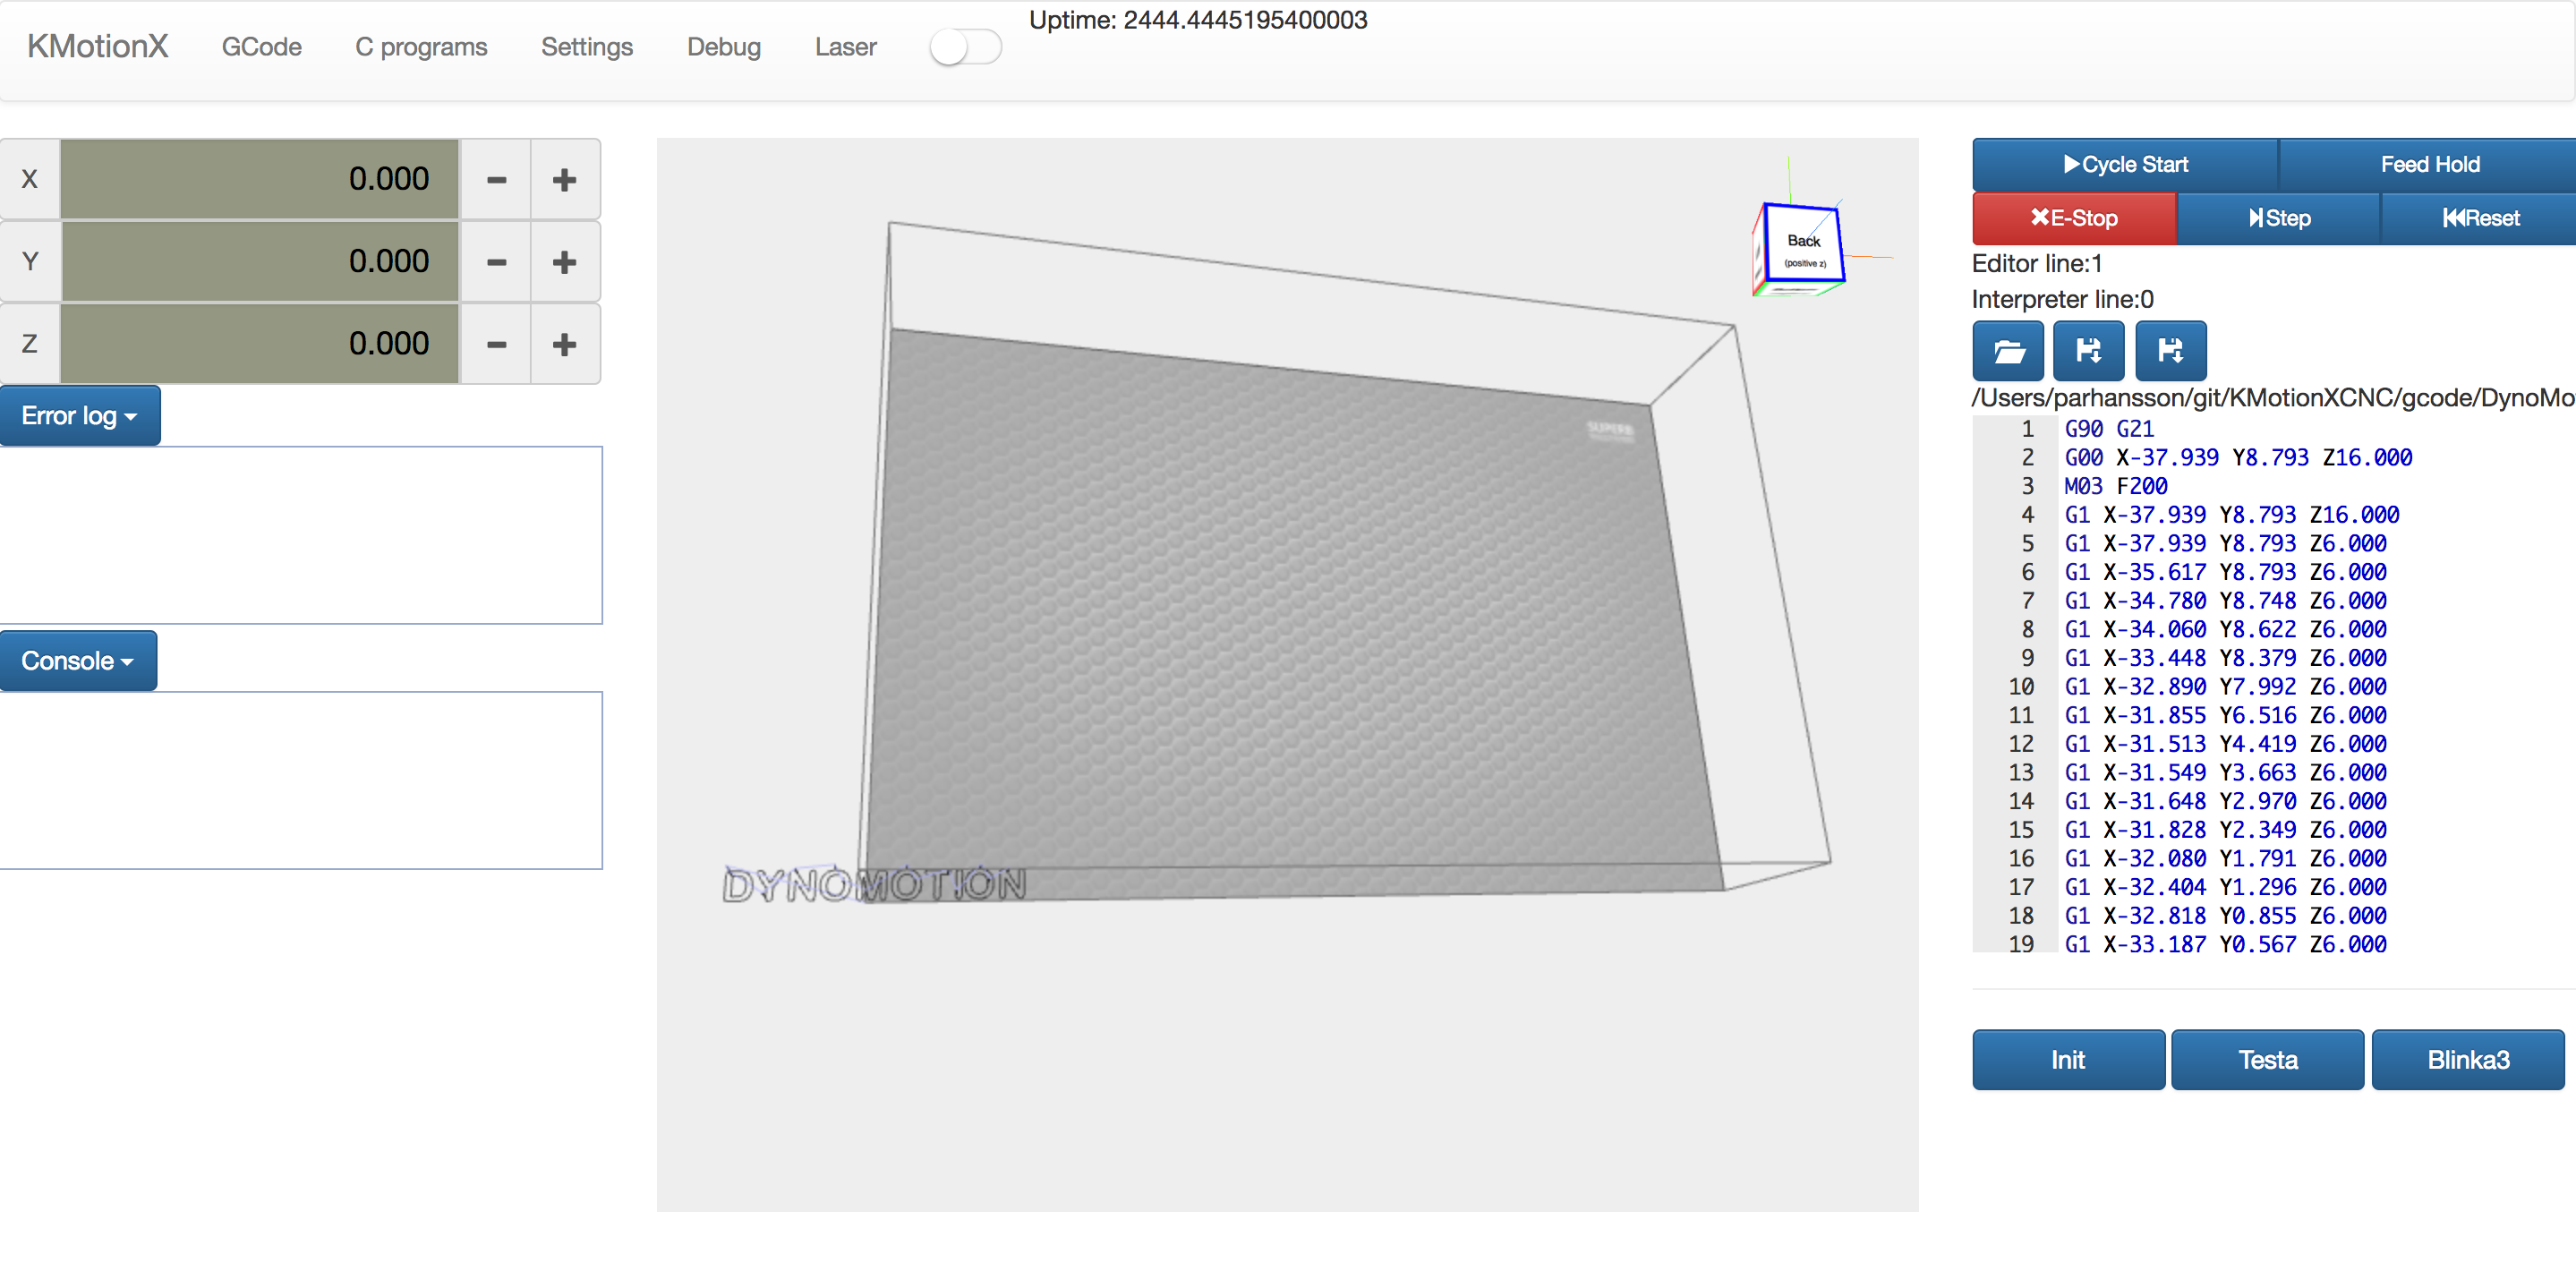 KMotionX GCode C programs Settings Debug Laser Uptime: 2444.4445195400003
X 0.000
Y 0.000
Z 0.000
Error log
Console
Back
(positive z)
SUPERB
DYNOMOTION
Cycle Start Feed Hold
E-Stop Step Reset
Editor line:1
Interpreter line:0
/Users/parhansson/git/KMotionXCNC/gcode/DynoMo
1 G90 G21
2 G00 X-37.939 Y8.793 Z16.000
3 M03 F200
4 G1 X-37.939 Y8.793 Z16.000
5 G1 X-37.939 Y8.793 Z6.000
6 G1 X-35.617 Y8.793 Z6.000
7 G1 X-34.780 Y8.748 Z6.000
8 G1 X-34.060 Y8.622 Z6.000
9 G1 X-33.448 Y8.379 Z6.000
10 G1 X-32.890 Y7.992 Z6.000
11 G1 X-31.855 Y6.516 Z6.000
12 G1 X-31.513 Y4.419 Z6.000
13 G1 X-31.549 Y3.663 Z6.000
14 G1 X-31.648 Y2.970 Z6.000
15 G1 X-31.828 Y2.349 Z6.000
16 G1 X-32.080 Y1.791 Z6.000
17 G1 X-32.404 Y1.296 Z6.000
18 G1 X-32.818 Y0.855 Z6.000
19 G1 X-33.187 Y0.567 Z6.000
Init Testa Blinka3